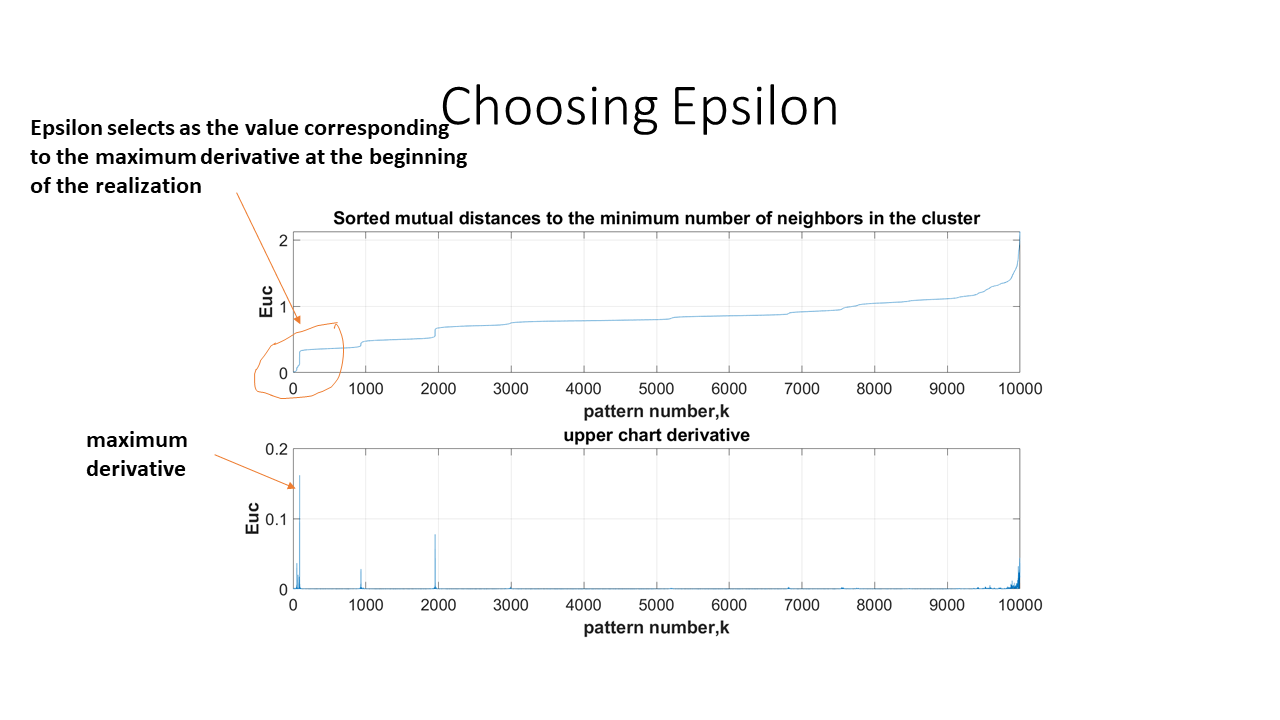 Choosing Epsilon
Epsilon selects as the value corresponding
to the maximum derivative at the beginning
of the realization
Sorted mutual distances to the minimum number of neighbors in the cluster
2
1
0
Euc
0 1000 2000 3000 4000 5000 6000 7000 8000 9000 10000
pattern number,k
maximum
derivative
upper chart derivative
0.2
0.1
0
Euc
0 1000 2000 3000 4000 5000 6000 7000 8000 9000 10000
pattern number,k